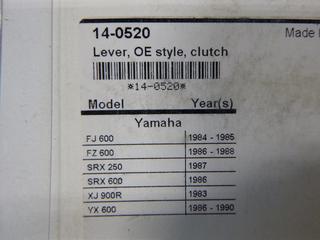 14-0520 Made
Lever, OE style, clutch
*14-0520*
Model Year(s)
Yamaha
FJ 600 1984 - 1985
FZ 600 1986 - 1988
SRX 250 1987
SRX 600 1986
XJ 900R 1983
YX 600 1986 - 1990